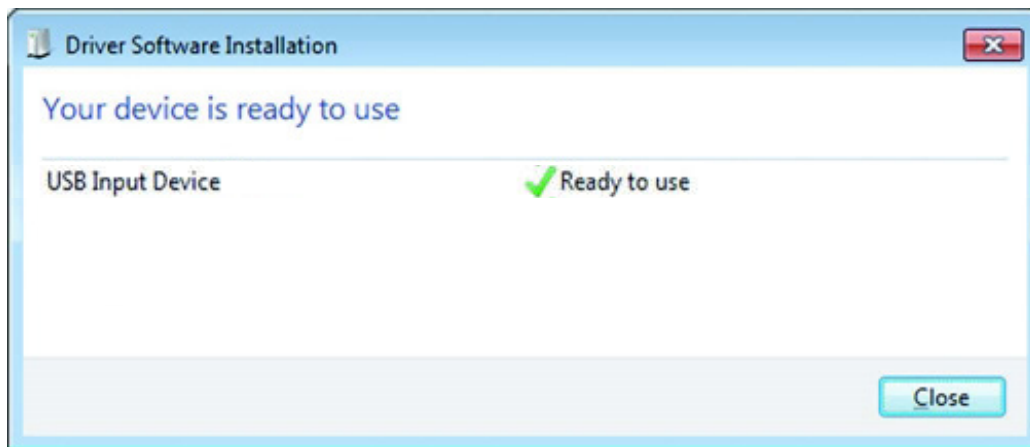 Driver Software Installation
Your device is ready to use
USB Input Device Ready to use
Close